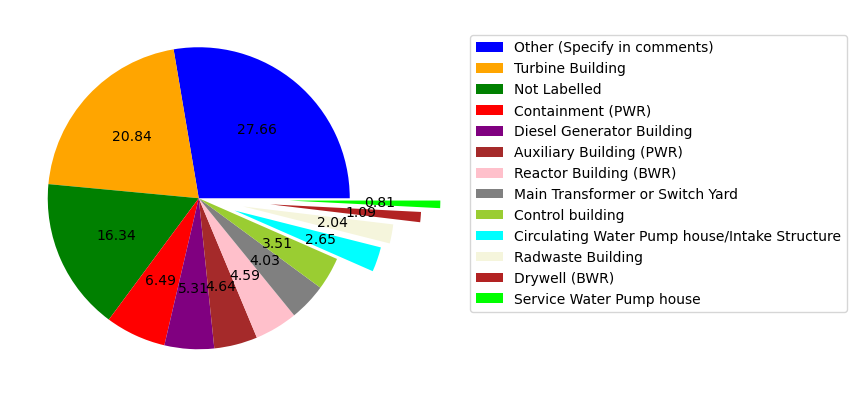 27.66
20.84
16.34
6.49
5.31
4.64
4.59
4.03
3.51
2.65
2.04
1.09
0.81
Other (Specify in comments)
Turbine Building
Not Labelled
Containment (PWR)
Diesel Generator Building
Auxiliary Building (PWR)
Reactor Building (BWR)
Main Transformer or Switch Yard
Control building
Circulating Water Pump house/Intake Structure
Radwaste Building
Drywell (BWR)
Service Water Pump house